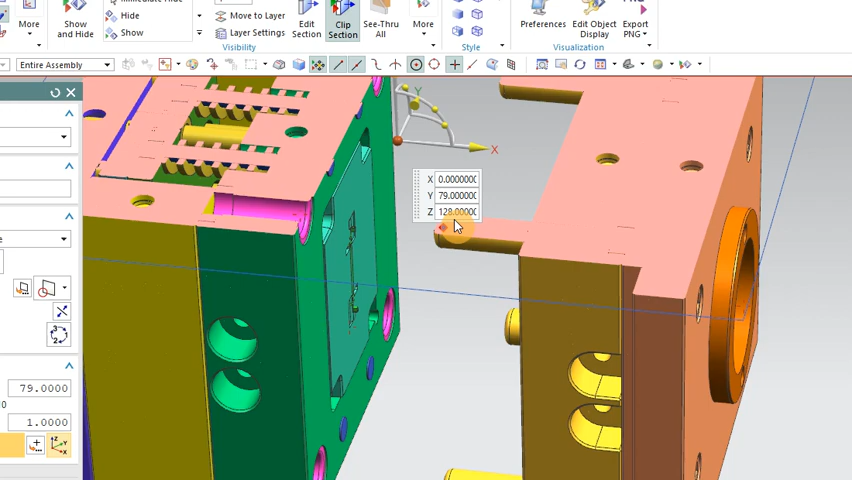 Immediate Hide
More
Show and Hide
Hide
Show
Move to Layer
Layer Settings
Visibility
Edit Section
Clip Section
See-Thru All
More
Style
Preferences
Edit Object Display
Export PNG
Visualization
Entire Assembly
Y
X
X 0.0000000
Y 79.000000
Z 128.00000
79.0000
1.0000